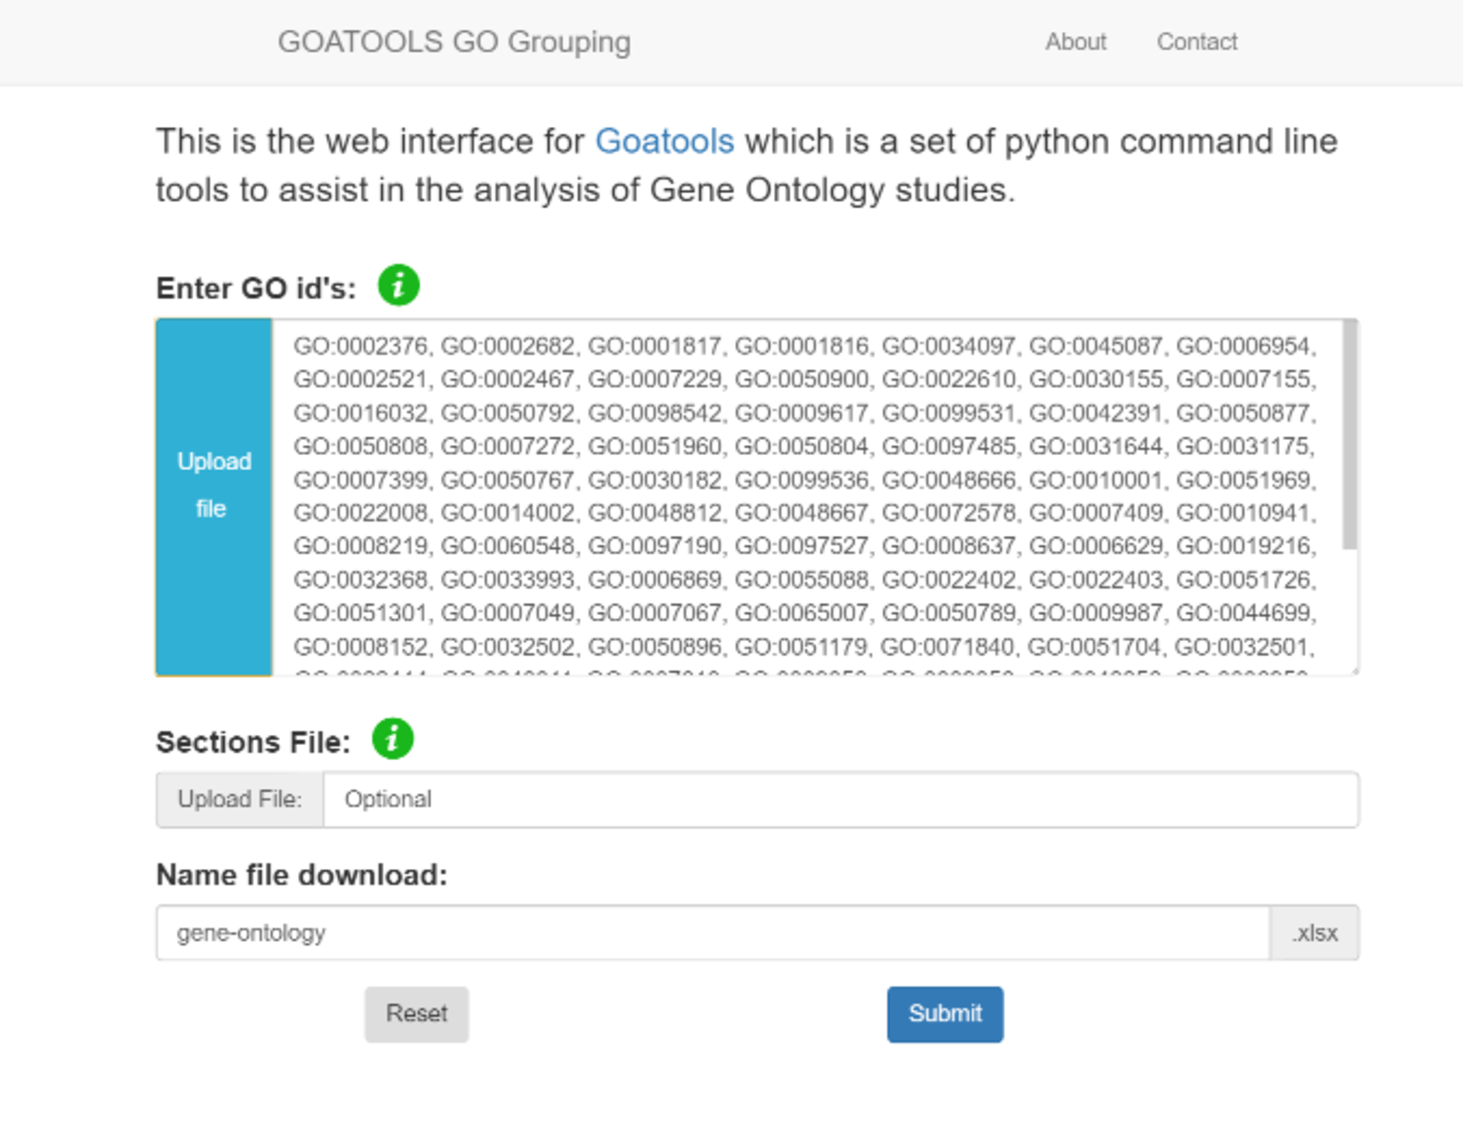 GOATOOLS GO Grouping About Contact
This is the web interface for Goatools which is a set of python command line
tools to assist in the analysis of Gene Ontology studies.
Enter GO id's: i
Upload
file
GO:0002376, GO:0002682, GO:0001817, GO:0001816, GO:0034097, GO:0045087, GO:0006954,
GO:0002521, GO:0002467, GO:0007229, GO:0050900, GO:0022610, GO:0030155, GO:0007155,
GO:0016032, GO:0050792, GO:0098542, GO:0009617, GO:0099531, GO:0042391, GO:0050877,
GO:0050808, GO:0007272, GO:0051960, GO:0050804, GO:0097485, GO:0031644, GO:0031175,
GO:0007399, GO:0050767, GO:0030182, GO:0099536, GO:0048666, GO:0010001, GO:0051969,
GO:0022008, GO:0014002, GO:0048812, GO:0048667, GO:0072578, GO:0007409, GO:0010941,
GO:0008219, GO:0060548, GO:0097190, GO:0097527, GO:0008637, GO:0006629, GO:0019216,
GO:0032368, GO:0033993, GO:0006869, GO:0055088, GO:0022402, GO:0022403, GO:0051726,
GO:0051301, GO:0007049, GO:0007067, GO:0065007, GO:0050789, GO:0009987, GO:0044699,
GO:0008152, GO:0032502, GO:0050896, GO:0051179, GO:0071840, GO:0051704, GO:0032501,
Sections File: i
Upload File: Optional
Name file download:
gene-ontology .xlsx
Reset Submit